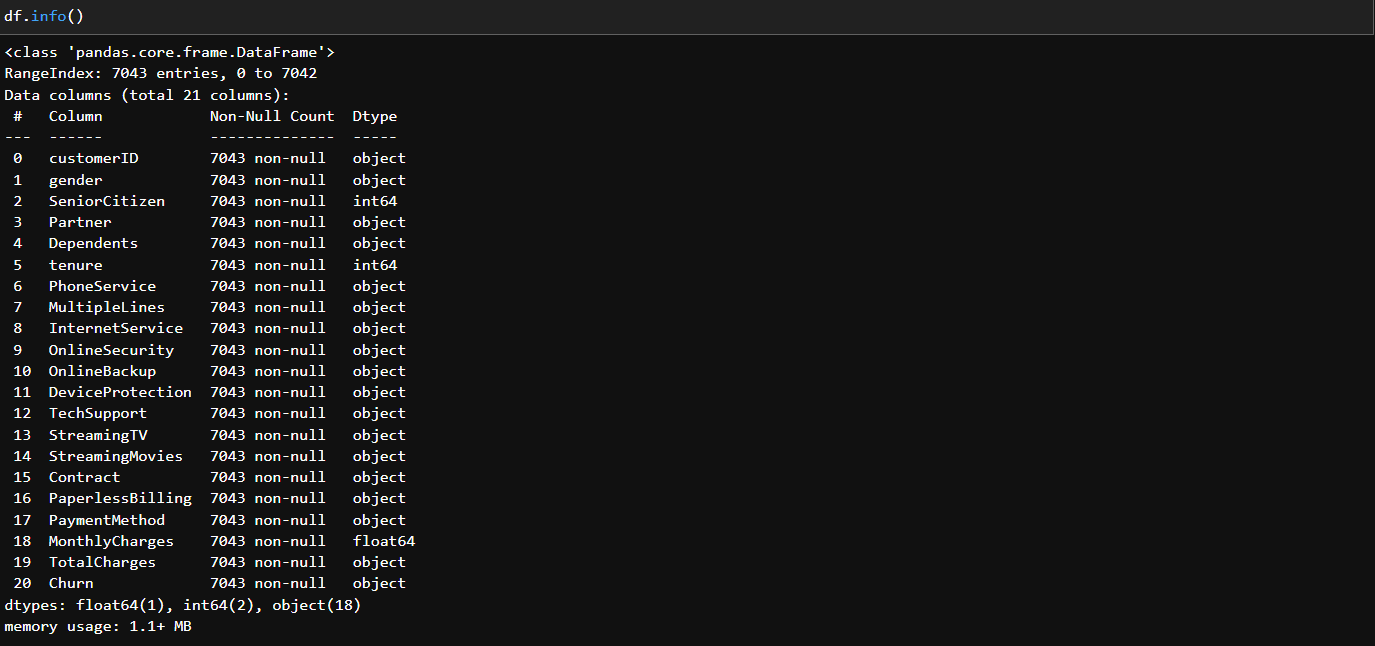 df.info()
<class 'pandas.core.frame.DataFrame'>
RangeIndex: 7043 entries, 0 to 7042
Data columns (total 21 columns):
 #   Column            Non-Null Count  Dtype
---  ------            --------------  -----
 0   customerID        7043 non-null   object
 1   gender            7043 non-null   object
 2   SeniorCitizen     7043 non-null   int64
 3   Partner           7043 non-null   object
 4   Dependents        7043 non-null   object
 5   tenure            7043 non-null   int64
 6   PhoneService      7043 non-null   object
 7   MultipleLines     7043 non-null   object
 8   InternetService   7043 non-null   object
 9   OnlineSecurity    7043 non-null   object
 10  OnlineBackup      7043 non-null   object
 11  DeviceProtection  7043 non-null   object
 12  TechSupport       7043 non-null   object
 13  StreamingTV       7043 non-null   object
 14  StreamingMovies   7043 non-null   object
 15  Contract          7043 non-null   object
 16  PaperlessBilling  7043 non-null   object
 17  PaymentMethod     7043 non-null   object
 18  MonthlyCharges    7043 non-null   float64
 19  TotalCharges      7043 non-null   object
 20  Churn             7043 non-null   object
dtypes: float64(1), int64(2), object(18)
memory usage: 1.1+ MB